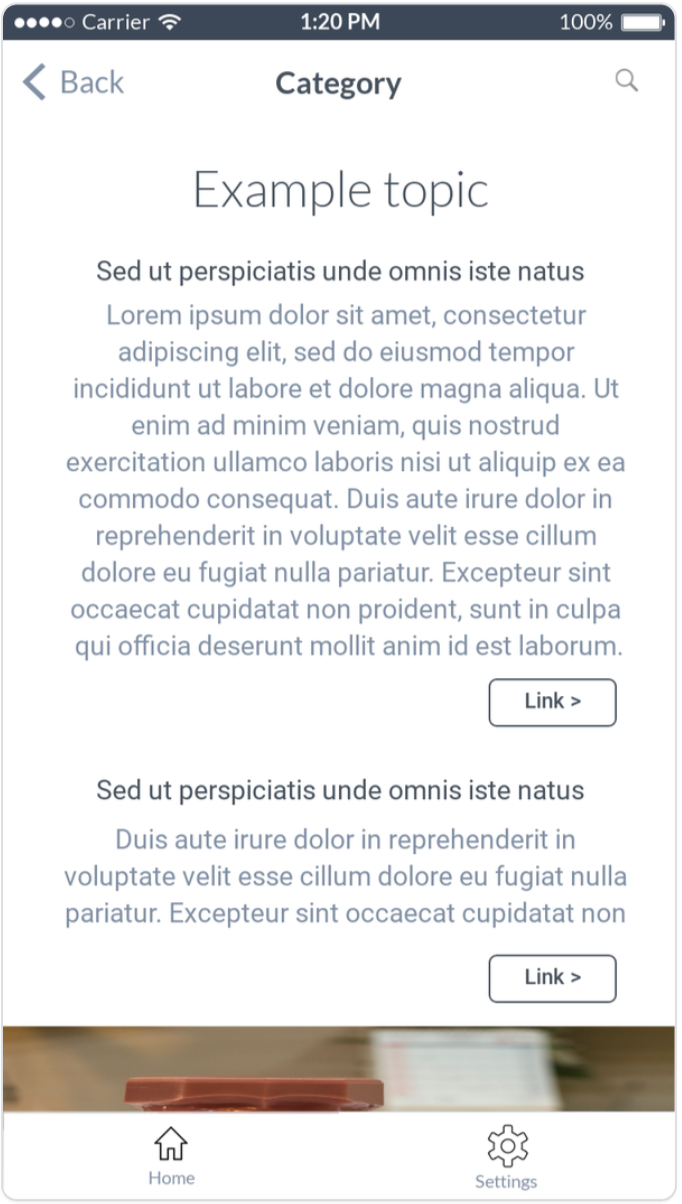 Carrier 1:20 PM 100%
Back Category
Example topic
Sed ut perspiciatis unde omnis iste natus
Lorem ipsum dolor sit amet, consectetur
adipiscing elit, sed do eiusmod tempor
incididunt ut labore et dolore magna aliqua. Ut
enim ad minim veniam, quis nostrud
exercitation ullamco laboris nisi ut aliquip ex ea
commodo consequat. Duis aute irure dolor in
reprehenderit in voluptate velit esse cillum
dolore eu fugiat nulla pariatur. Excepteur sint
occaecat cupidatat non proident, sunt in culpa
qui officia deserunt mollit anim id est laborum.
Link >
Sed ut perspiciatis unde omnis iste natus
Duis aute irure dolor in reprehenderit in
voluptate velit esse cillum dolore eu fugiat nulla
pariatur. Excepteur sint occaecat cupidatat non
Link >
Home Settings